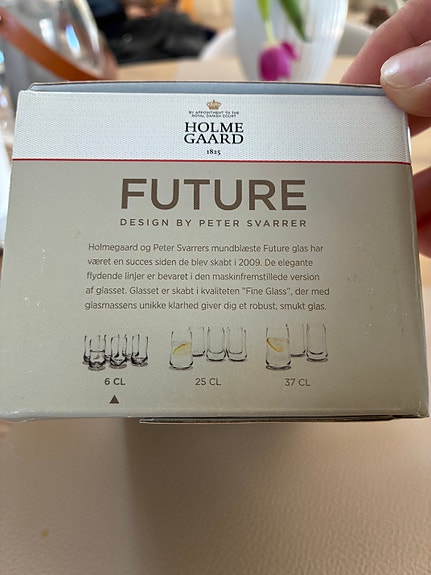 BY APPOINTMENT TO THE
ROYAL DANISH COURT
HOLME
GAARD
1825
FUTURE
DESIGN BY PETER SVARRER
Holmegaard og Peter Svarrers mundblæste Future glas har
været en succes siden de blev skabt i 2009. De elegante
flydende linjer er bevaret i den maskinfremstillede version
af glasset. Glasset er skabt i kvaliteten "Fine Glass", der med
glasmassens unikke klarhed giver dig et robust, smukt glas.
6 CL 25 CL 37 CL